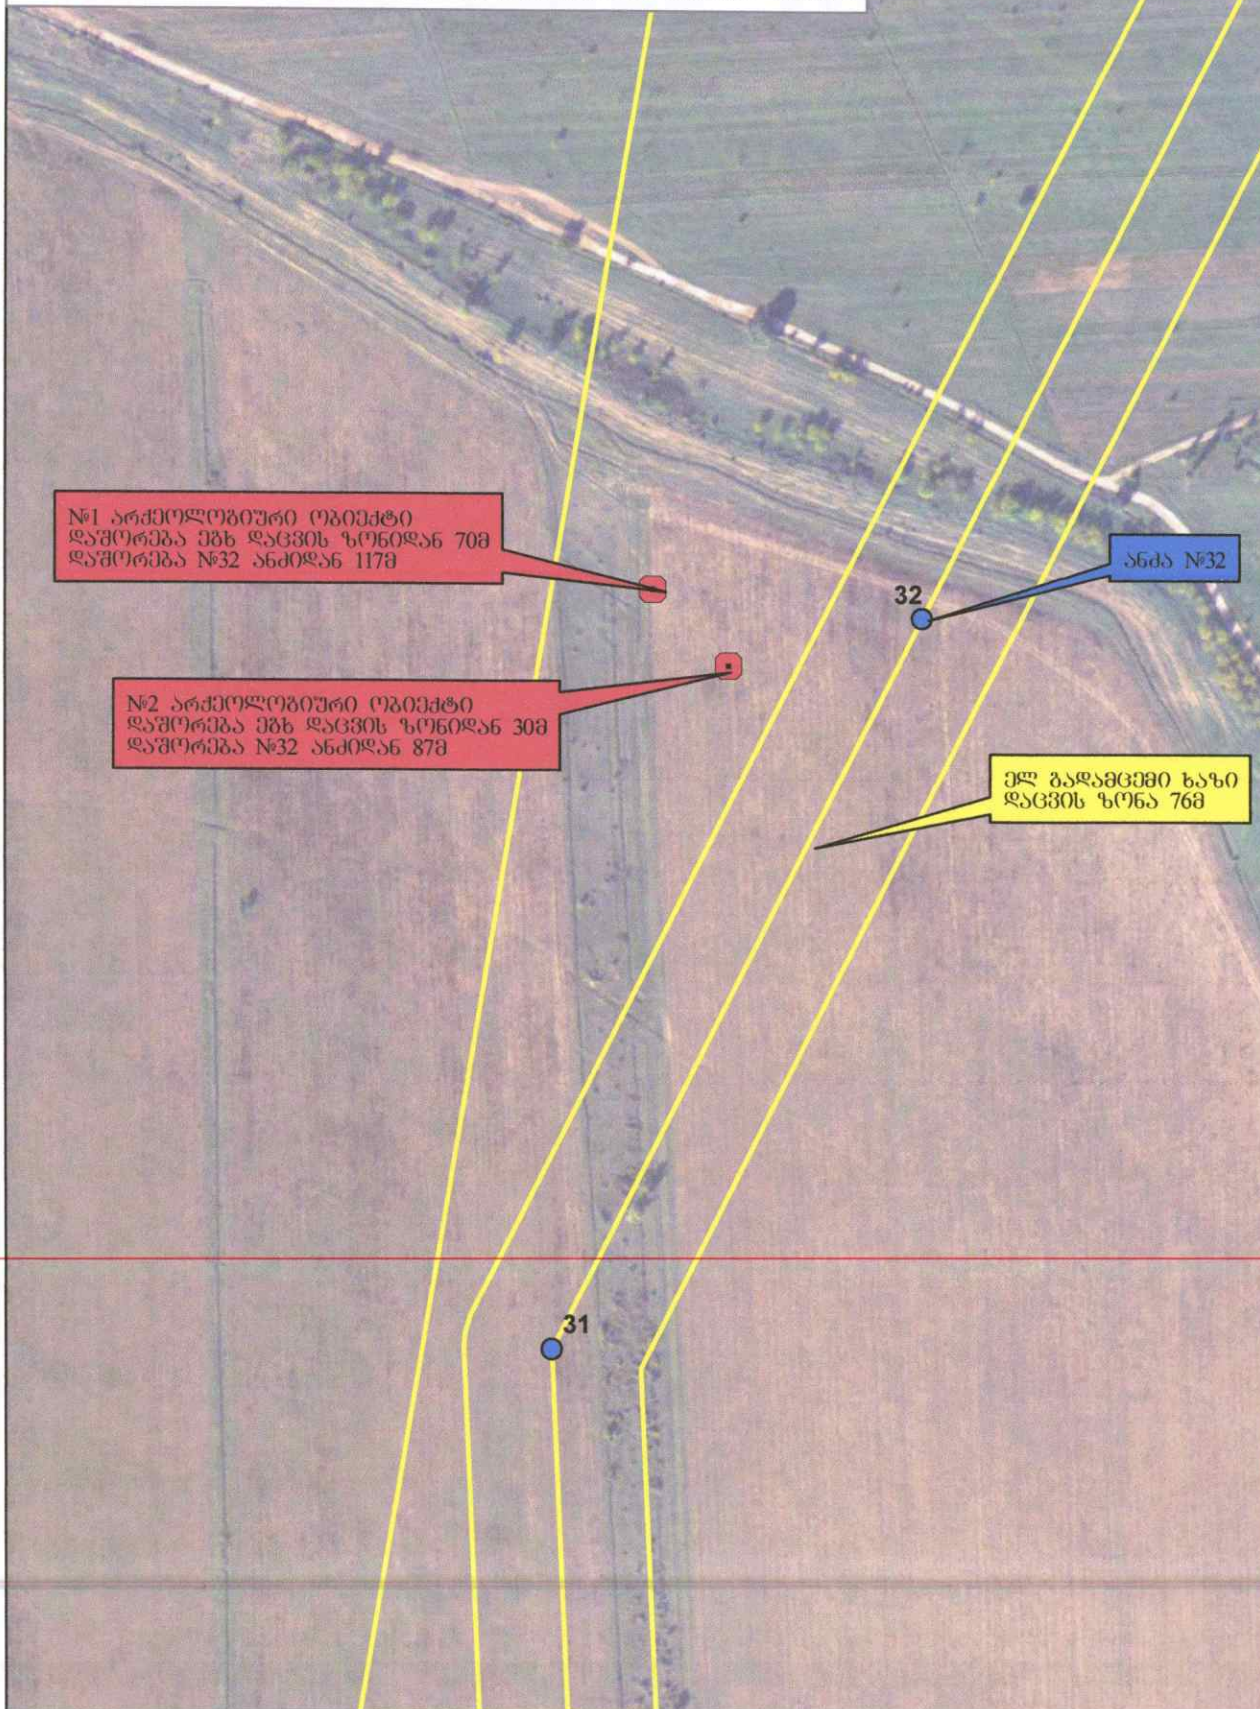 №1 არქეოლოგიური ობიექტი
დაშორება ეგხ დაცვის ზონიდან 70მ
დაშორება №32 ანძიდან 117მ
ანძა №32
32
№2 არქეოლოგიური ობიექტი
დაშორება ეგხ დაცვის ზონიდან 30მ
დაშორება №32 ანძიდან 87მ
ელ გადამცემი ხაზი
დაცვის ზონა 76მ
31